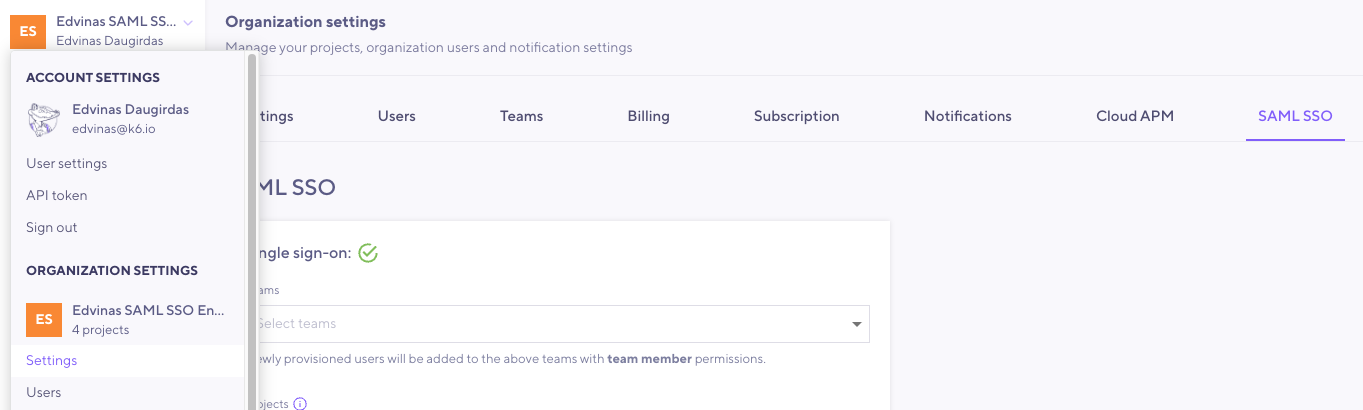 ES
Edvinas SAML SS...
Edvinas Daugirdas
Organization settings
Manage your projects, organization users and notification settings
ACCOUNT SETTINGS
Edvinas Daugirdas
edvinas@k6.io
User settings
API token
Sign out
ORGANIZATION SETTINGS
ES
Edvinas SAML SSO En...
4 projects
Settings
Users
tings
Users
Teams
Billing
Subscription
Notifications
Cloud APM
SAML SSO
ML SSO
ngle sign-on:
ams
Select teams
ewly provisioned users will be added to the above teams with team member permissions.
ojects